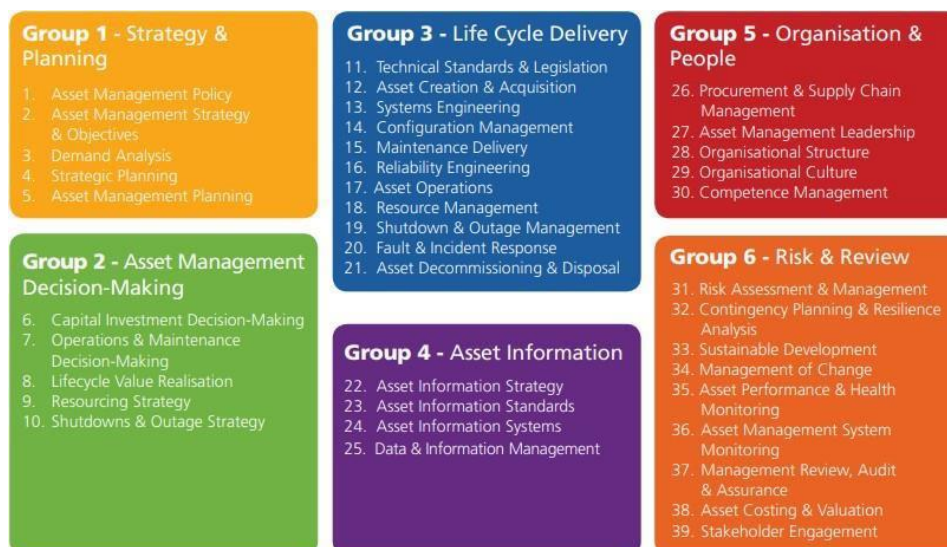 Group 1 - Strategy &
Planning
1. Asset Management Policy
2. Asset Management Strategy
& Objectives
3. Demand Analysis
4. Strategic Planning
5. Asset Management Planning
Group 2 - Asset Management
Decision-Making
6. Capital Investment Decision-Making
7. Operations & Maintenance
Decision-Making
8. Lifecycle Value Realisation
9. Resourcing Strategy
10. Shutdowns & Outage Strategy
Group 3 - Life Cycle Delivery
11. Technical Standards & Legislation
12. Asset Creation & Acquisition
13. Systems Engineering
14. Configuration Management
15. Maintenance Delivery
16. Reliability Engineering
17. Asset Operations
18. Resource Management
19. Shutdown & Outage Management
20. Fault & Incident Response
21. Asset Decommissioning & Disposal
Group 4 - Asset Information
22. Asset Information Strategy
23. Asset Information Standards
24. Asset Information Systems
25. Data & Information Management
Group 5 - Organisation &
People
26. Procurement & Supply Chain
Management
27. Asset Management Leadership
28. Organisational Structure
29. Organisational Culture
30. Competence Management
Group 6 - Risk & Review
31. Risk Assessment & Management
32. Contingency Planning & Resilience
Analysis
33. Sustainable Development
34. Management of Change
35. Asset Performance & Health
Monitoring
36. Asset Management System
Monitoring
37. Management Review, Audit
& Assurance
38. Asset Costing & Valuation
39. Stakeholder Engagement